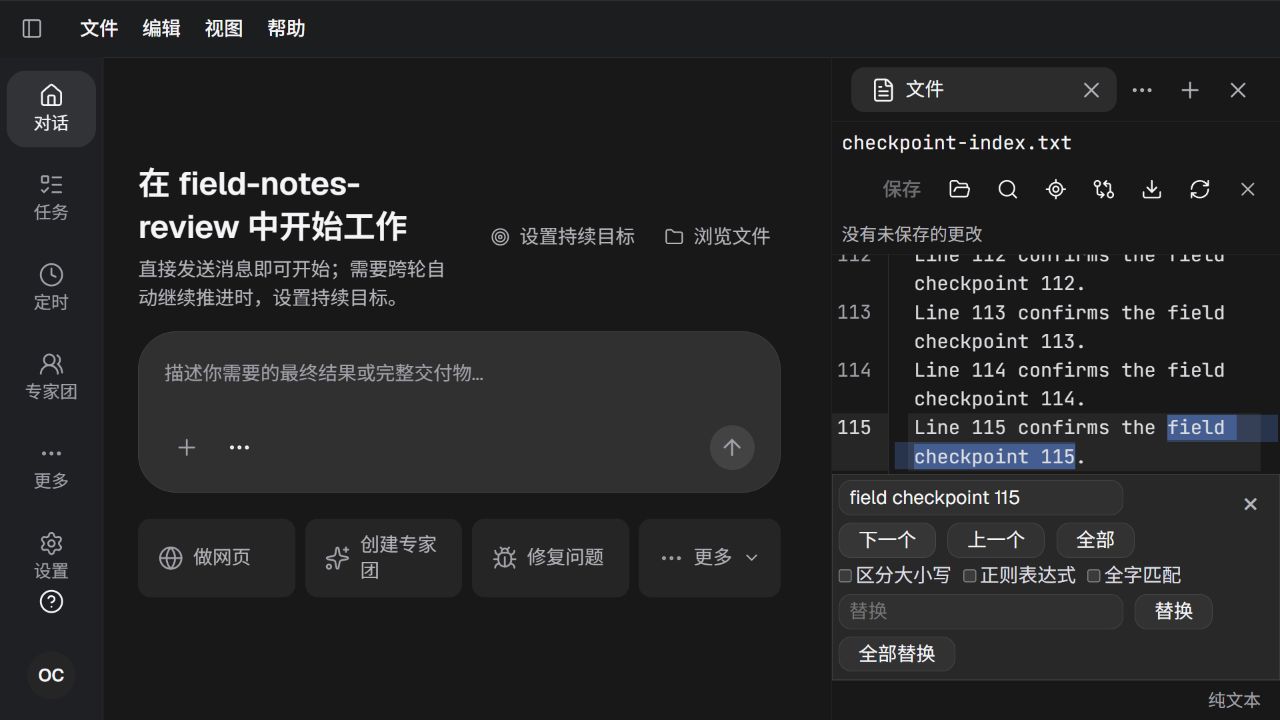 文件 编辑 视图 帮助
对话
任务
定时
专家团
更多
设置
OC
在 field-notes-
review 中开始工作
直接发送消息即可开始；需要跨轮自
动继续推进时，设置持续目标。
设置持续目标 浏览文件
描述你需要的最终结果或完整交付物...
做网页
创建专家
团
修复问题
更多
文件
checkpoint-index.txt
保存
没有未保存的更改
112 Line 112 confirms the field
checkpoint 112.
113 Line 113 confirms the field
checkpoint 113.
114 Line 114 confirms the field
checkpoint 114.
115 Line 115 confirms the field
checkpoint 115.
field checkpoint 115
下一个 上一个 全部
区分大小写 正则表达式 全字匹配
替换 替换
全部替换
纯文本